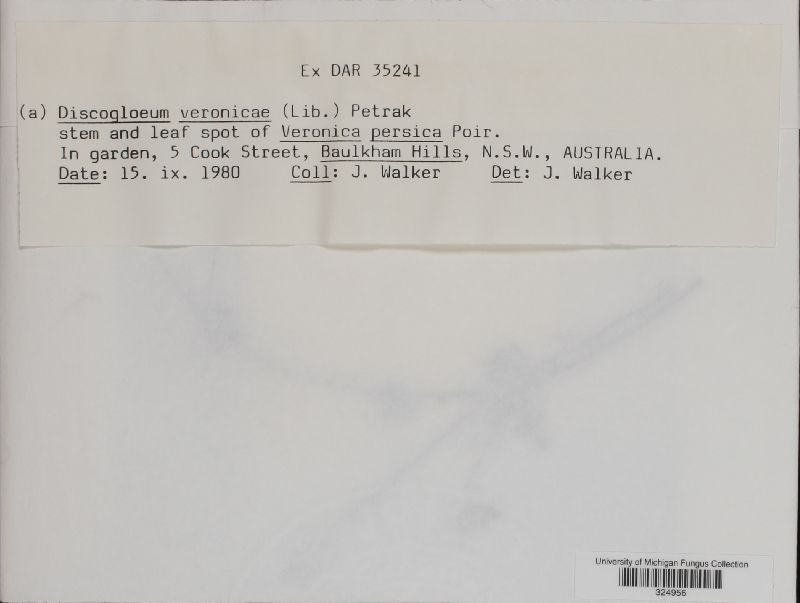 Ex DAR 35241
(a) Discogloeum veronicae (Lib.) Petrak
stem and leaf spot of Veronica persica Poir.
In garden, 5 Cook Street, Baulkham Hills, N.S.W., AUSTRALIA.
Date: 15. ix. 1980 Coll: J. Walker Det: J. Walker
University of Michigan Fungus Collection
324956